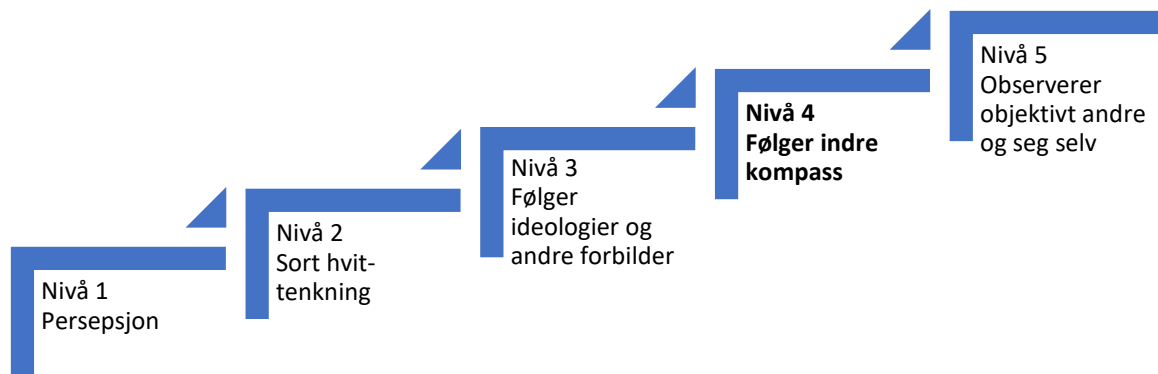 Nivå 1
Persepsjon
Nivå 2
Sort hvit-
tenkning
Nivå 3
Følger
ideologier og
andre forbilder
Nivå 4
Følger indre
kompass
Nivå 5
Observerer
objektivt andre
og seg selv